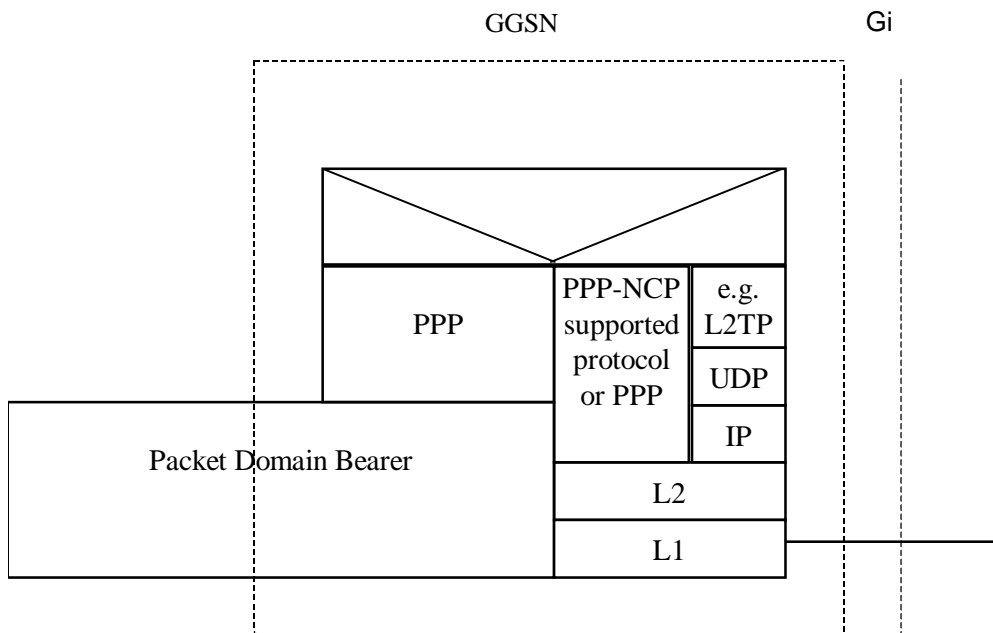 GGSN
Gi
PPP
PPP-NCP
supported
protocol
or PPP
e.g.
L2TP
UDP
IP
Packet Domain Bearer
L2
L1